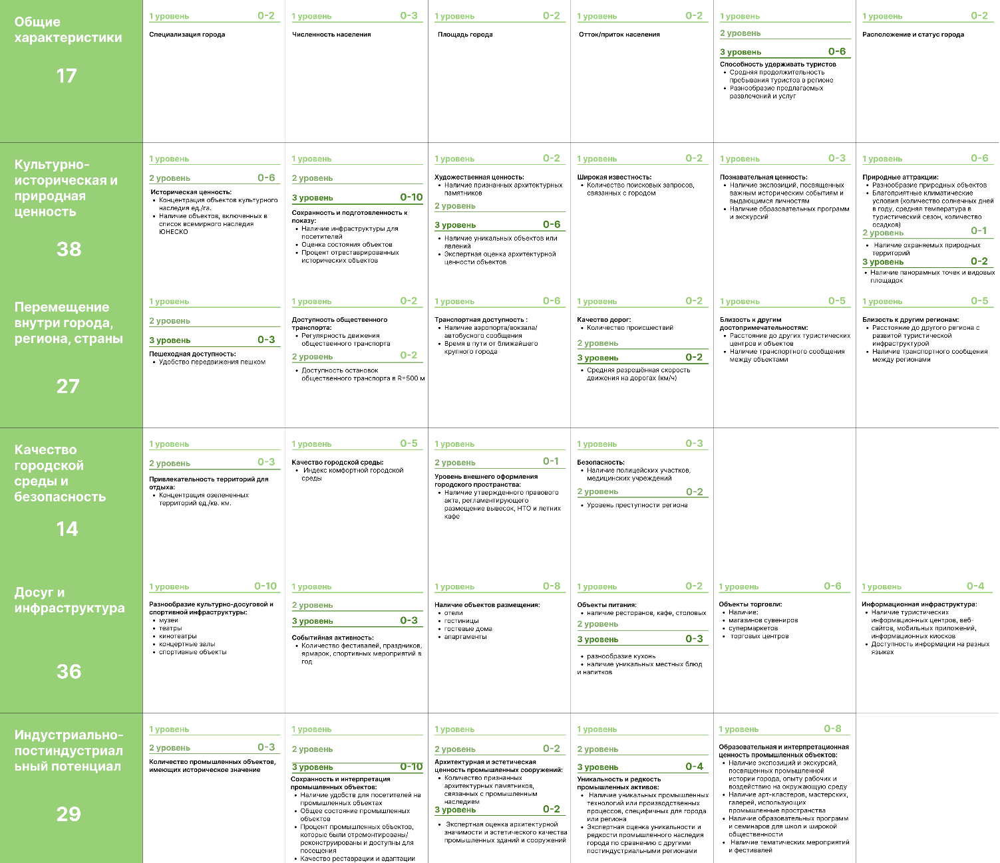 Общие
характеристики
17
1 уровень 0-2
Специализация города
1 уровень 0-3
Численность населения
1 уровень 0-2
Площадь города
1 уровень 0-2
Отток/приток населения
1 уровень
2 уровень
3 уровень 0-6
Способность удерживать туристов
• Средняя продолжительность
пребывания туристов в регионе
• Разнообразие предлагаемых
развлечений и услуг
1 уровень 0-2
Расположение и статус города
Культурно-
историческая и
природная
ценность
38
1 уровень
2 уровень 0-6
Историческая ценность:
• Концентрация объектов культурного
наследия ед./га.
• Наличие объектов, включенных в
список всемирного наследия
ЮНЕСКО
1 уровень
2 уровень
3 уровень 0-10
Сохранность и подготовленность к
показу:
• Наличие инфраструктуры для
посетителей
• Оценка состояния объектов
• Процент отреставрированных
исторических объектов
1 уровень 0-2
Художественная ценность:
• Наличие признанных архитектурных
памятников
2 уровень
3 уровень 0-6
• Наличие уникальных объектов или
явлений
• Экспертная оценка архитектурной
ценности объектов
1 уровень 0-2
Широкая известность:
• Количество поисковых запросов,
связанных с городом
1 уровень 0-3
Познавательная ценность:
• Наличие экспозиций, посвященных
важным историческим событиям и
выдающимся личностям
• Наличие образовательных программ
и экскурсий
1 уровень 0-6
Природные аттракции:
• Разнообразие природных объектов
• Благоприятные климатические
условия (количество солнечных дней
в году, средняя температура в
туристический сезон, количество
осадков)
2 уровень 0-1
• Наличие охраняемых природных
территорий
3 уровень 0-2
• Наличие панорамных точек и видовых
площадок
Перемещение
внутри города,
региона, страны
27
1 уровень
2 уровень
3 уровень 0-3
Пешеходная доступность:
• Удобство передвижения пешком
1 уровень 0-2
Доступность общественного
транспорта:
• Регулярность движения
общественного транспорта
2 уровень 0-2
• Доступность остановок
общественного транспорта в R=500 м
1 уровень 0-6
Транспортная доступность :
• Наличие аэропорта/вокзала/
автобусного сообщения
• Время в пути от ближайшего
крупного города
1 уровень 0-2
Качество дорог:
• Количество происшествий
2 уровень
3 уровень 0-2
• Средняя разрешённая скорость
движения на дорогах (км/ч)
1 уровень 0-5
Близость к другим
достопримечательностям:
• Расстояние до других туристических
центров и объектов
• Наличие транспортного сообщения
между объектами
1 уровень 0-5
Близость к другим регионам:
• Расстояние до другого региона с
развитой туристической
инфраструктурой
• Наличие транспортного сообщения
между регионами
Качество
городской
среды и
безопасность
14
1 уровень
2 уровень 0-3
Привлекательность территорий для
отдыха:
• Концентрация озелененных
территорий ед./кв. км.
1 уровень 0-5
Качество городской среды:
• Индекс комфортной городской
среды
1 уровень
2 уровень 0-1
Уровень внешнего оформления
городского пространства:
• Наличие утвержденного правового
акта, регламентирующего
размещение вывесок, НТО и летних
кафе
1 уровень 0-3
Безопасность:
• Наличие полицейских участков,
медицинских учреждений
2 уровень 0-2
• Уровень преступности региона
Досуг и
инфраструктура
36
1 уровень 0-10
Разнообразие культурно-досуговой и
спортивной инфраструктуры:
• музеи
• театры
• кинотеатры
• концертные залы
• спортивные объекты
1 уровень
2 уровень
3 уровень 0-3
Событийная активность:
• Количество фестивалей, праздников,
ярмарок, спортивных мероприятий в
год
1 уровень 0-8
Наличие объектов размещения:
• отели
• гостиницы
• гостевые дома
• апартаменты
1 уровень 0-2
Объекты питания:
• наличие ресторанов, кафе, столовых
2 уровень
3 уровень 0-3
• разнообразие кухонь
• наличие уникальных местных блюд
и напитков
1 уровень 0-6
Объекты торговли:
• Наличие:
• магазинов сувениров
• супермаркетов
• торговых центров
1 уровень 0-4
Информационная инфраструктура:
• Наличие туристических
информационных центров, веб-
сайтов, мобильных приложений,
информационных киосков
• Доступность информации на разных
языках
Индустриально-
постиндустриал
ьный потенциал
29
1 уровень
2 уровень 0-3
Количество промышленных объектов,
имеющих историческое значение
1 уровень
2 уровень
3 уровень 0-10
Сохранность и интерпретация
промышленных объектов:
• Наличие удобств для посетителей на
промышленных объектах
• Общее состояние промышленных
объектов
• Процент промышленных объектов,
которые были отремонтированы/
реконструированы и доступны для
посещения
• Качество реставрации и адаптации
1 уровень
2 уровень 0-2
Архитектурная и эстетическая
ценность промышленных сооружений:
• Количество признанных
архитектурных памятников,
связанных с промышленным
наследием
3 уровень 0-2
• Экспертная оценка архитектурной
значимости и эстетического качества
промышленных зданий и сооружений
1 уровень
2 уровень
3 уровень 0-4
Уникальность и редкость
промышленных активов:
• Наличие уникальных промышленных
технологий или производственных
процессов, специфичных для города
или региона
• Экспертная оценка уникальности и
редкости промышленного наследия
города по сравнению с другими
постиндустриальными регионами
1 уровень 0-8
Образовательная и интерпретационная
ценность промышленных объектов:
• Наличие экспозиций и экскурсий,
посвященных промышленной
истории города, опыту рабочих и
воздействию на окружающую среду
• Наличие арт-кластеров, мастерских,
галерей, использующих
промышленные пространства
• Наличие образовательных программ
и семинаров для школ и широкой
общественности
• Наличие тематических мероприятий
и фестивалей